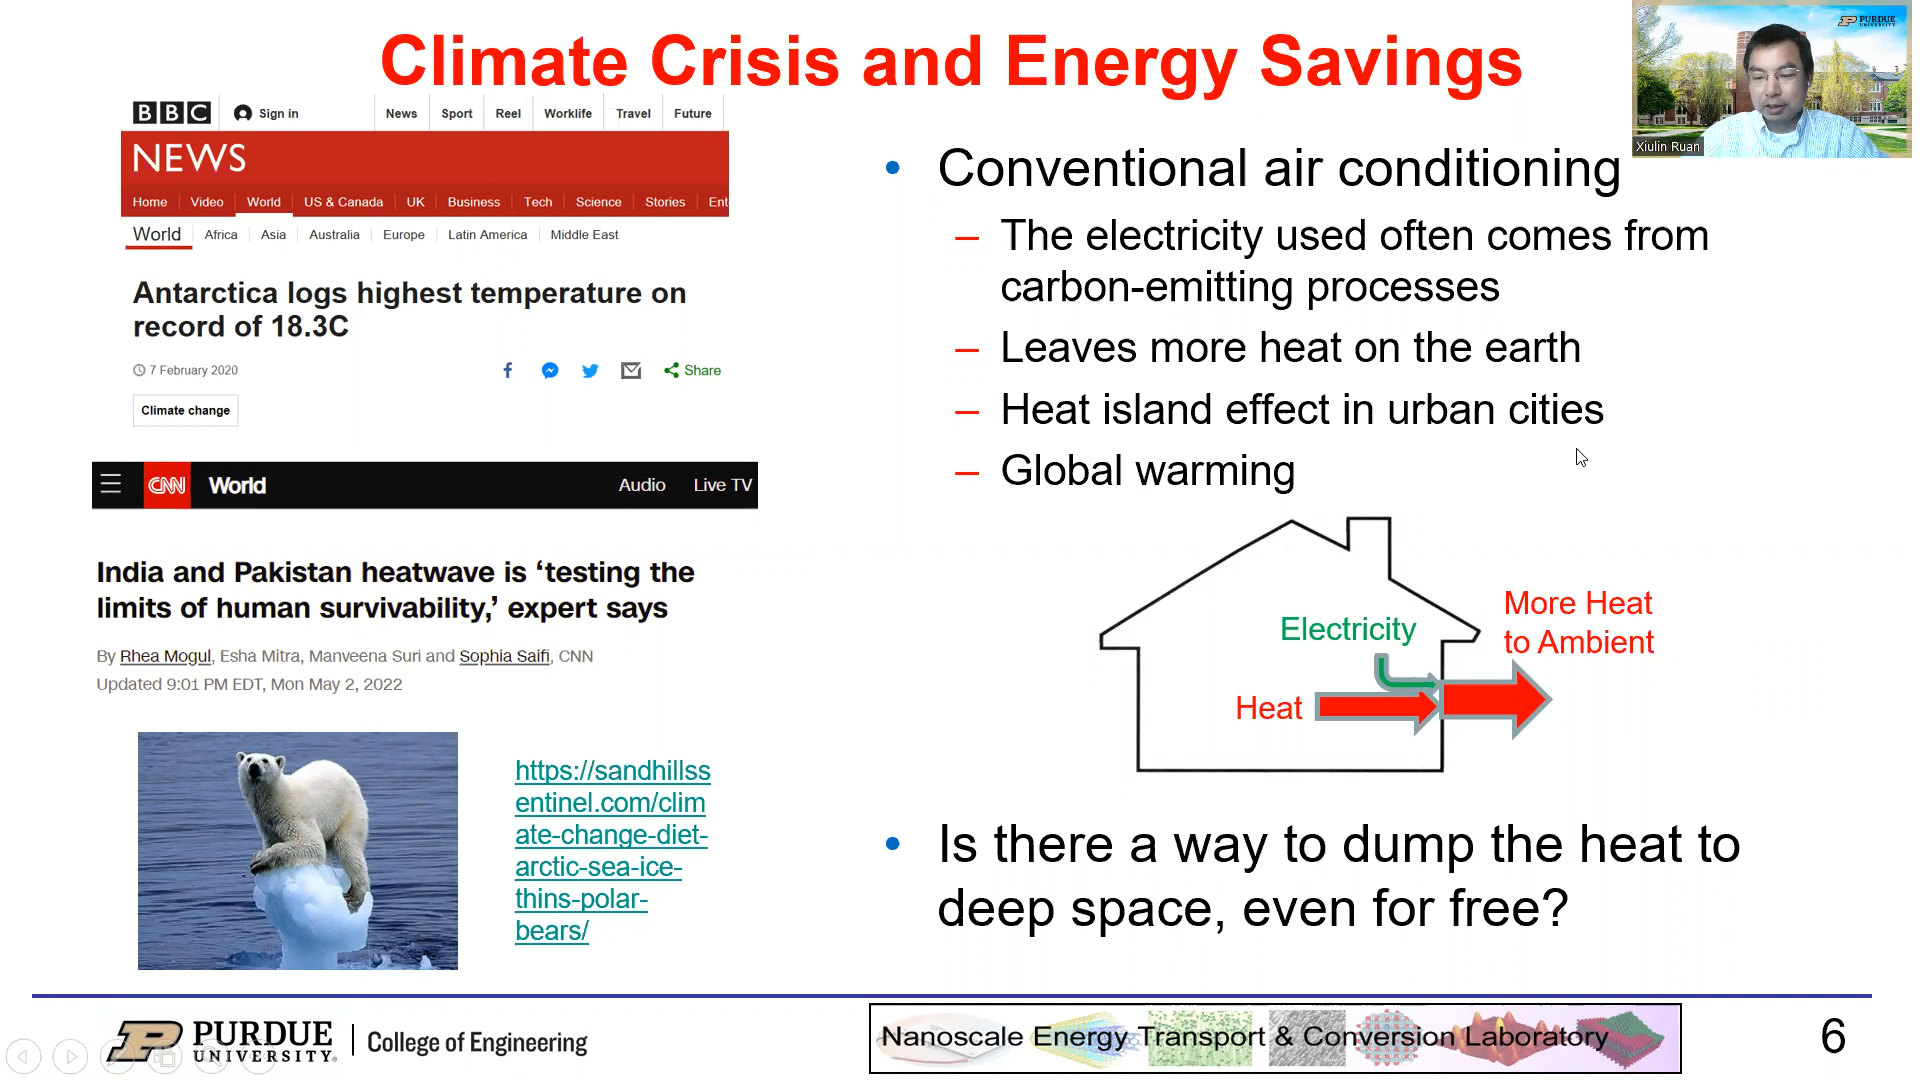 Climate Crisis and Energy Savings
PURDUE
UNIVERSITY
Xiulin Ruan
BBC Sign in News Sport Reel Worklife Travel Future
NEWS
Home Video World US & Canada UK Business Tech Science Stories Ent
World Africa Asia Australia Europe Latin America Middle East
Antarctica logs highest temperature on
record of 18.3C
7 February 2020 Share
Climate change
CNN World Audio Live TV
India and Pakistan heatwave is ‘testing the
limits of human survivability,’ expert says
By Rhea Mogul, Esha Mitra, Manveena Suri and Sophia Saifi, CNN
Updated 9:01 PM EDT, Mon May 2, 2022
https://sandhillss
entinel.com/clim
ate-change-diet-
arctic-sea-ice-
thins-polar-
bears/
• Conventional air conditioning
– The electricity used often comes from
carbon-emitting processes
– Leaves more heat on the earth
– Heat island effect in urban cities
– Global warming
Electricity
Heat
More Heat
to Ambient
• Is there a way to dump the heat to
deep space, even for free?
PURDUE
UNIVERSITY.
College of Engineering
Nanoscale Energy Transport & Conversion Laboratory
6